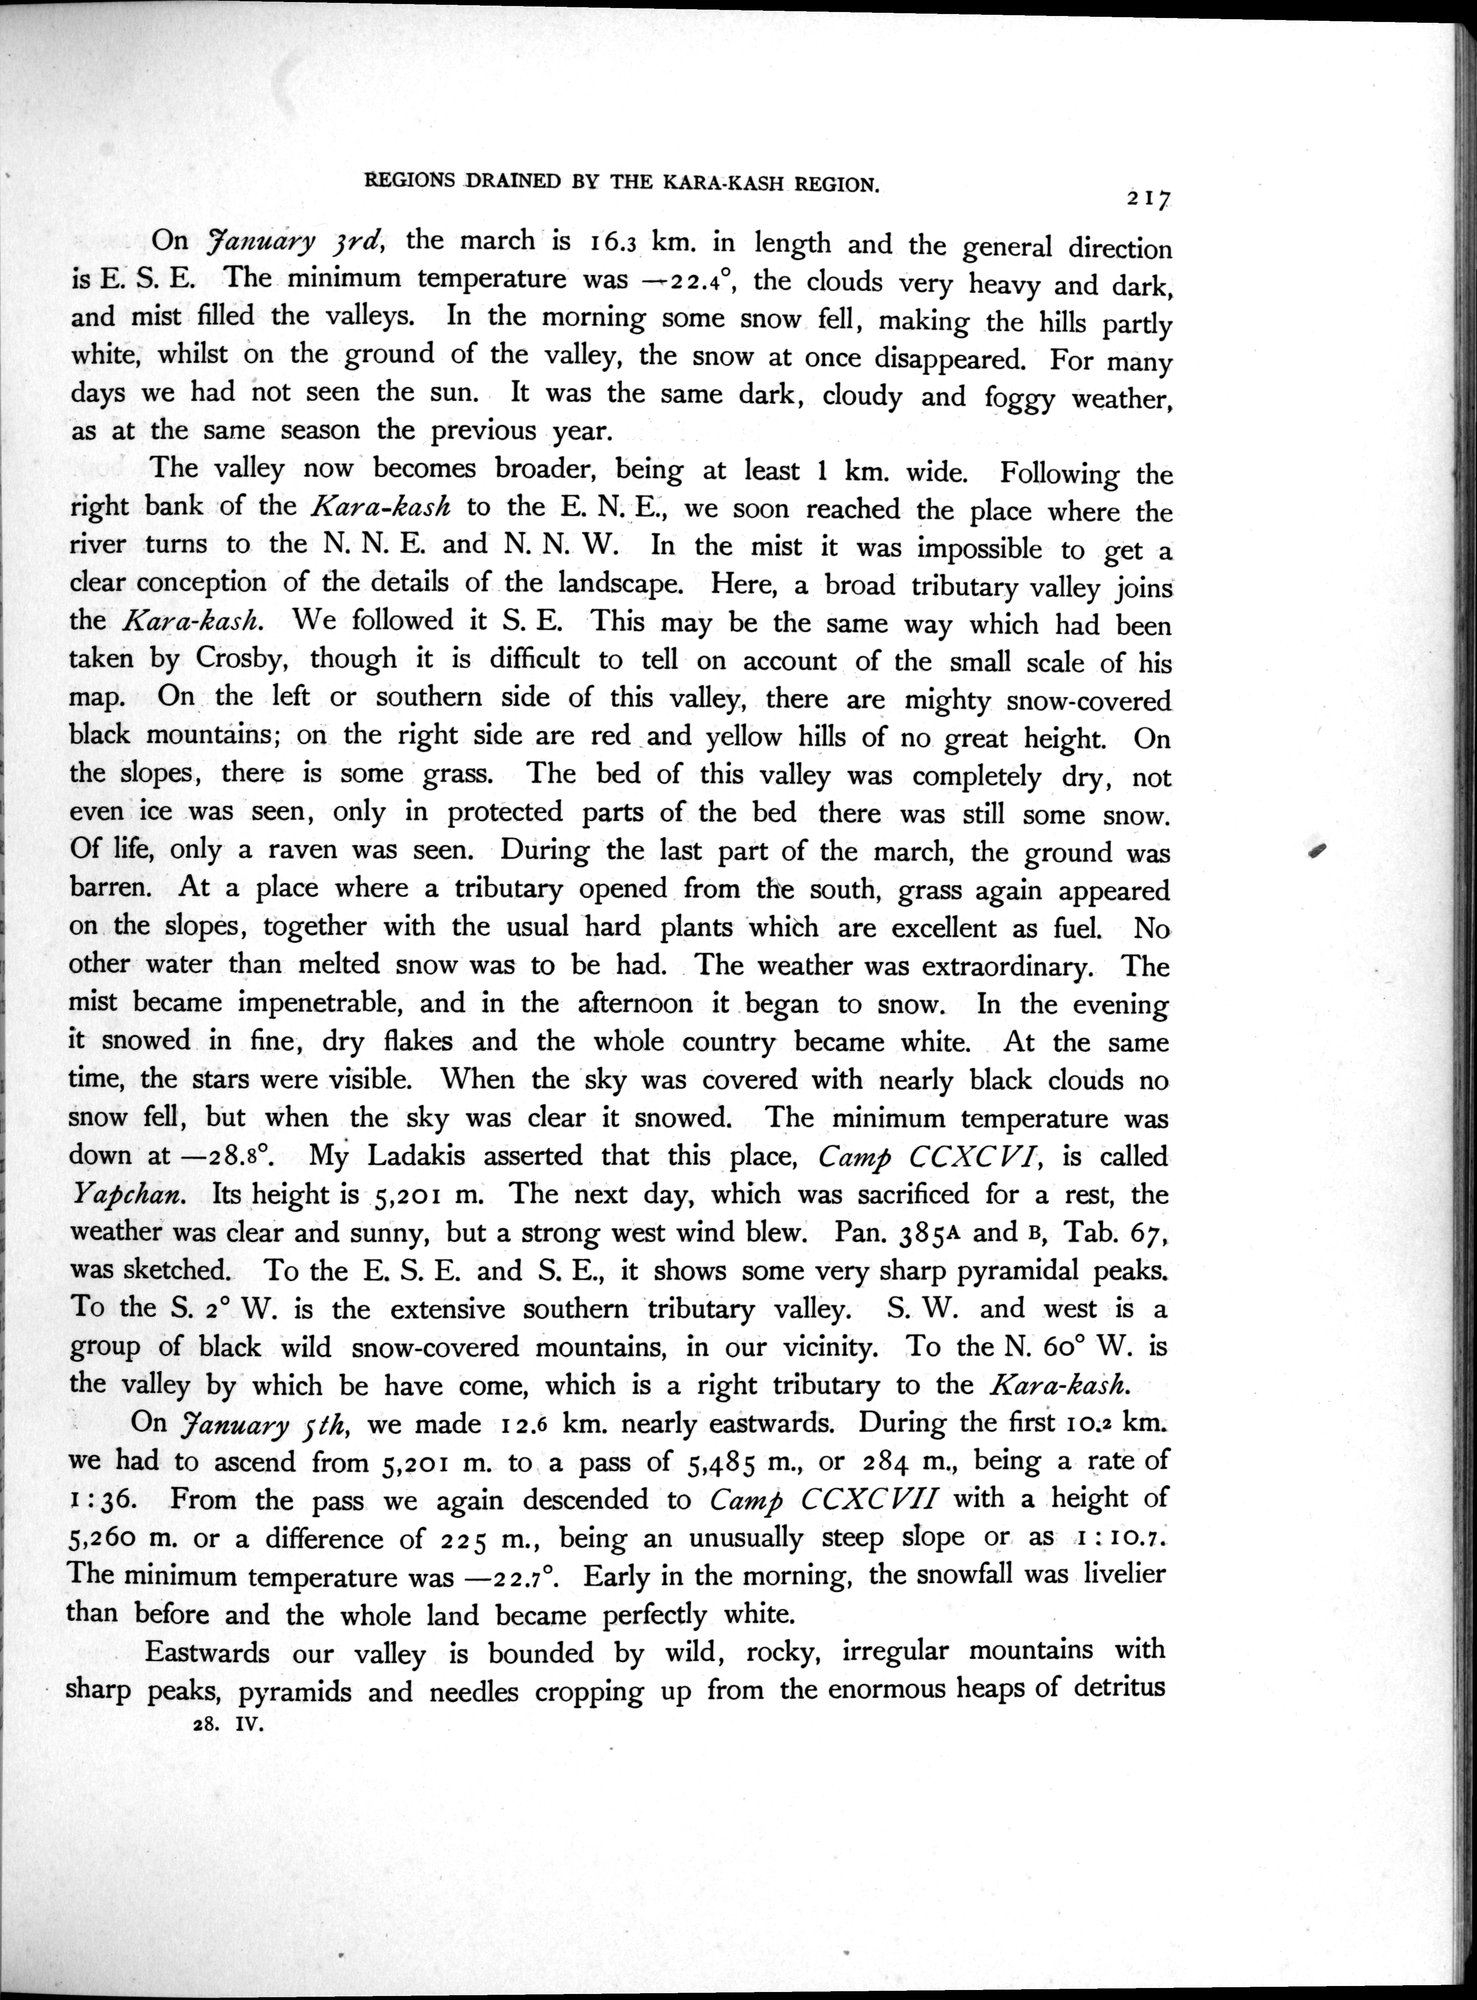 REGIONS DRAINED BY THE KARA-KASH REGION.
217
On January 3rd, the march is 16.3 km. in length and the general direction
is E. S. E. The minimum temperature was —22.4°, the clouds very heavy and dark,
and mist filled the valleys. In the morning some snow fell, making the hills partly
white, whilst on the ground of the valley, the snow at once disappeared. For many
days we had not seen the sun. It was the same dark, cloudy and foggy weather,
as at the same season the previous year.
The valley now becomes broader, being at least 1 km. wide. Following the
right bank of the Kara-kash to the E. N. E., we soon reached the place where the
river turns to the N. N. E. and N. N. W. In the mist it was impossible to get a
clear conception of the details of the landscape. Here, a broad tributary valley joins
the Kara-kash. We followed it S. E. This may be the same way which had been
taken by Crosby, though it is difficult to tell on account of the small scale of his
map. On the left or southern side of this valley, there are mighty snow-covered
black mountains; on the right side are red and yellow hills of no great height. On
the slopes, there is some grass. The bed of this valley was completely dry, not
even ice was seen, only in protected parts of the bed there was still some snow.
Of life, only a raven was seen. During the last part of the march, the ground was
barren. At a place where a tributary opened from the south, grass again appeared
on the slopes, together with the usual hard plants which are excellent as fuel. No
other water than melted snow was to be had. The weather was extraordinary. The
mist became impenetrable, and in the afternoon it began to snow. In the evening
it snowed in fine, dry flakes and the whole country became white. At the same
time, the stars were visible. When the sky was covered with nearly black clouds no
snow fell, but when the sky was clear it snowed. The minimum temperature was
down at —28.8°. My Ladakis asserted that this place, Camp CCXCVI, is called
Yapchan. Its height is 5,201 m. The next day, which was sacrificed for a rest, the
weather was clear and sunny, but a strong west wind blew. Pan. 385A and B, Tab. 67,
was sketched. To the E. S. E. and S. E., it shows some very sharp pyramidal peaks.
To the S. 2° W. is the extensive southern tributary valley. S. W. and west is a
group of black wild snow-covered mountains, in our vicinity. To the N. 60° W. is
the valley by which be have come, which is a right tributary to the Kara-kash.
On January 5th, we made 12.6 km. nearly eastwards. During the first 10.2 km.
we had to ascend from 5,201 m. to a pass of 5,485 m., or 284 m., being a rate of
1 : 36. From the pass we again descended to Camp CCXCVII with a height of
5,260 m. or a difference of 225 m., being an unusually steep slope or as 1 : 10.7.
The minimum temperature was —22.7°. Early in the morning, the snowfall was livelier
than before and the whole land became perfectly white.
Eastwards our valley is bounded by wild, rocky, irregular mountains with
sharp peaks, pyramids and needles cropping up from the enormous heaps of detritus
28. IV.